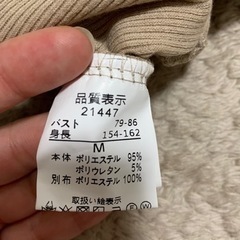 品質表示
21447
バスト 79-86
身長 154-162
M
本体 ポリエステル 95%
ポリウレタン 5%
別布 ポリエステル 100%
取扱い絵表示